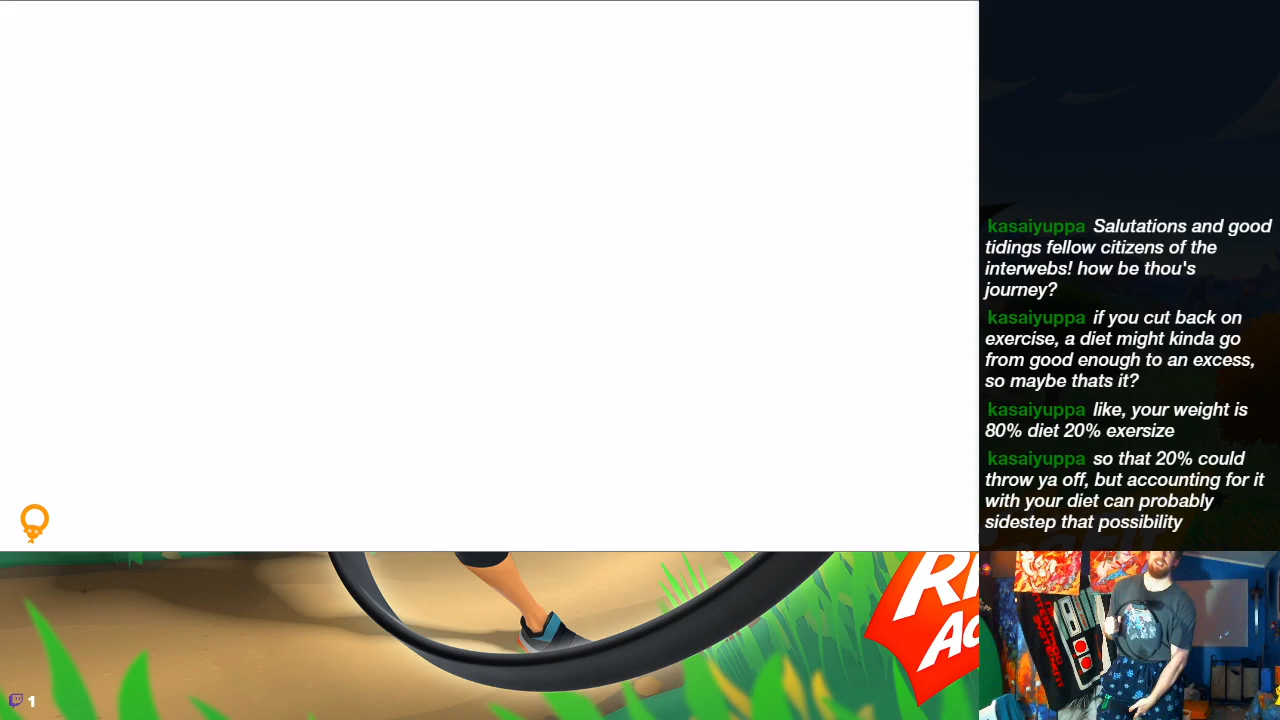 kasaiyuppa Salutations and good
tidings fellow citizens of the
interwebs! how be thou's
journey?
kasaiyuppa if you cut back on
exercise, a diet might kinda go
from good enough to an excess,
so maybe thats it?
kasaiyuppa like, your weight is
80% diet 20% exersize
kasaiyuppa so that 20% could
throw ya off, but accounting for it
with your diet can probably
sidestep that possibility
1